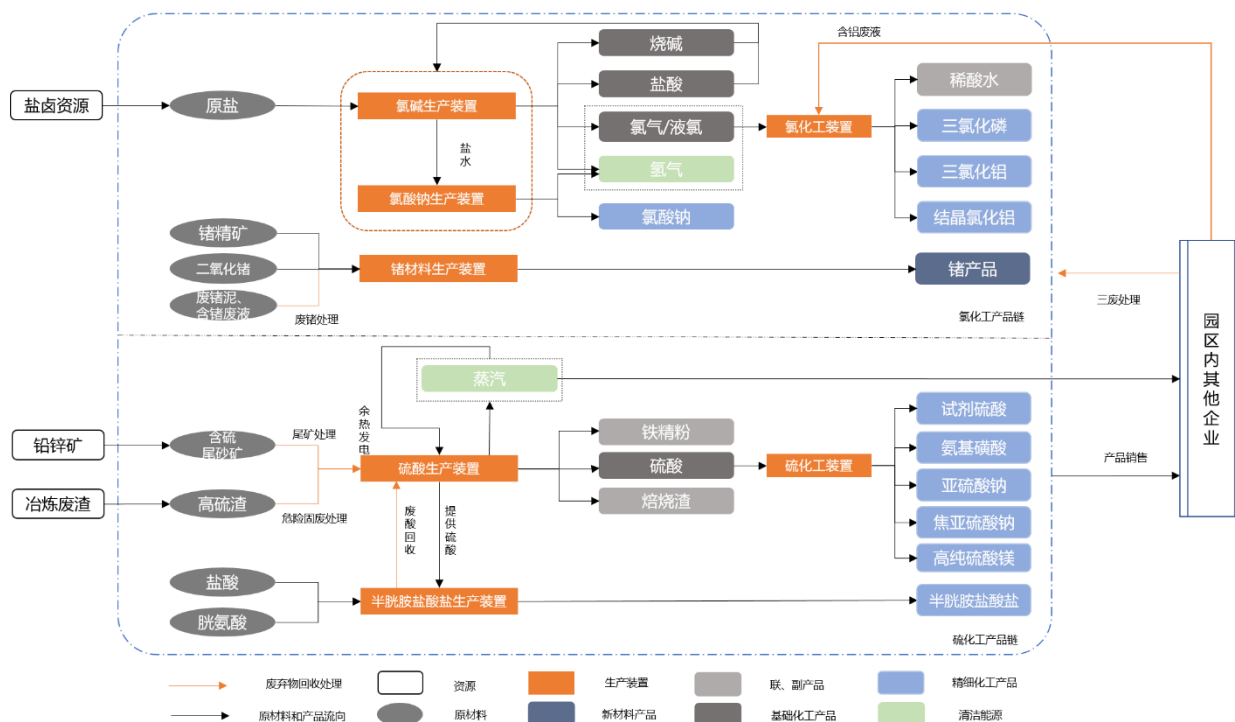 含铝废液
烧碱
盐酸
稀酸水
盐卤资源
原盐
氯碱生产装置
氯气/液氯
氯化工装置
三氯化磷
盐水
氢气
三氯化铝
氯酸钠生产装置
氯酸钠
结晶氯化铝
锗精矿
二氧化锗
锗材料生产装置
锗产品
废锗泥、
含锗废液
废锗处理
三废处理
氯化工产品链
园区内其他企业
蒸汽
余热发电
试剂硫酸
铅锌矿
含硫
尾砂矿
尾矿处理
铁精粉
氨基磺酸
硫酸生产装置
硫酸
硫化工装置
产品销售
亚硫酸钠
冶炼废渣
高硫渣
危险固废处理
焙烧渣
废酸回收
提供硫酸
焦亚硫酸钠
高纯硫酸镁
盐酸
胱氨酸
半胱胺盐酸盐生产装置
半胱胺盐酸盐
硫化工产品链
废弃物回收处理
资源
生产装置
联、副产品
精细化工产品
原材料和产品流向
原材料
新材料产品
基础化工产品
清洁能源